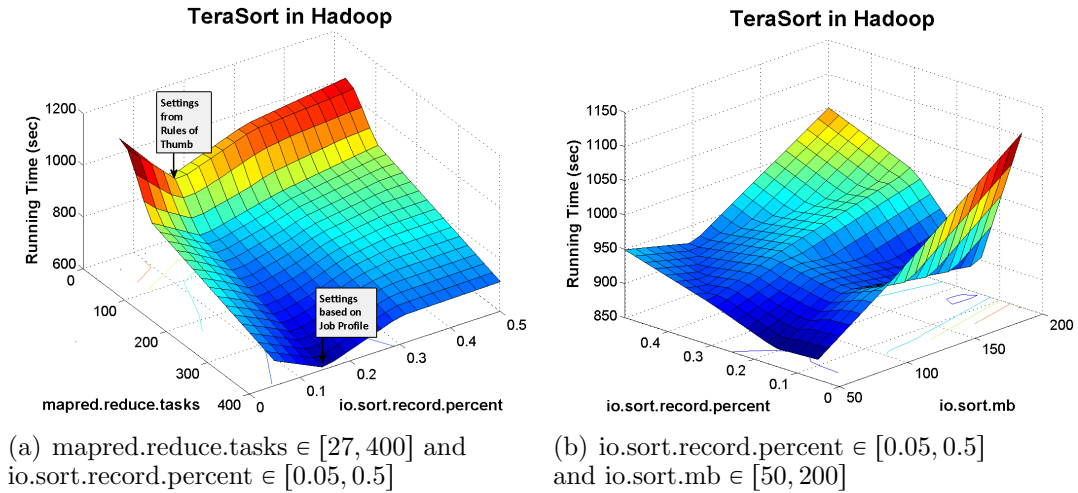 TeraSort in Hadoop
Running Time (sec)
1200
1000
800
600
0
100
200
300
400
mapred.reduce.tasks
0
0.1
0.2
0.3
0.4
0.5
io.sort.record.percent
Settings
from
Rules of
Thumb
Settings
based on
Job Profile
(a) mapred.reduce.tasks ∈ [27, 400] and
io.sort.record.percent ∈ [0.05, 0.5]
TeraSort in Hadoop
Running Time (sec)
1150
1100
1050
1000
950
900
850
0.4
0.3
0.2
0.1
0
io.sort.record.percent
50
100
150
200
io.sort.mb
(b) io.sort.record.percent ∈ [0.05, 0.5]
and io.sort.mb ∈ [50, 200]